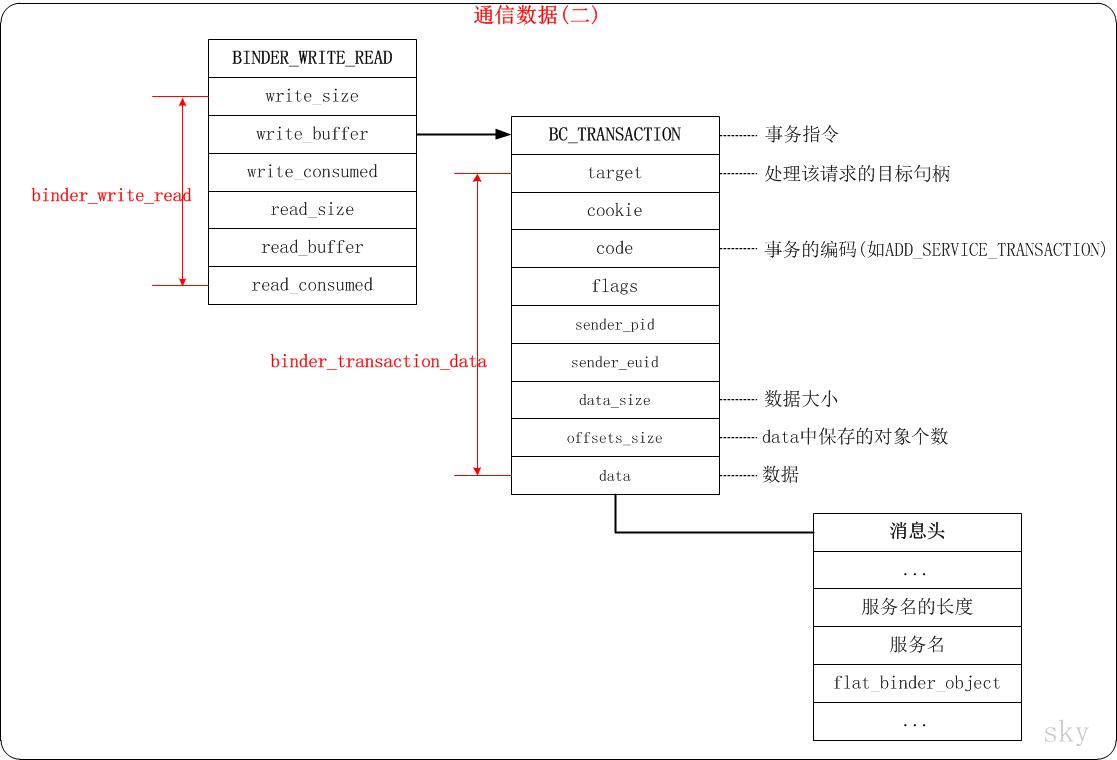 通信数据(二)
BINDER_WRITE_READ
write_size
write_buffer
write_consumed
read_size
read_buffer
read_consumed
binder_write_read
BC_TRANSACTION
事务指令
target
处理该请求的目标句柄
cookie
code
事务的编码(如ADD_SERVICE_TRANSACTION)
flags
sender_pid
sender_euid
data_size
数据大小
offsets_size
data中保存的对象个数
data
数据
binder_transaction_data
消息头
...
服务名的长度
服务名
flat_binder_object
...
sky